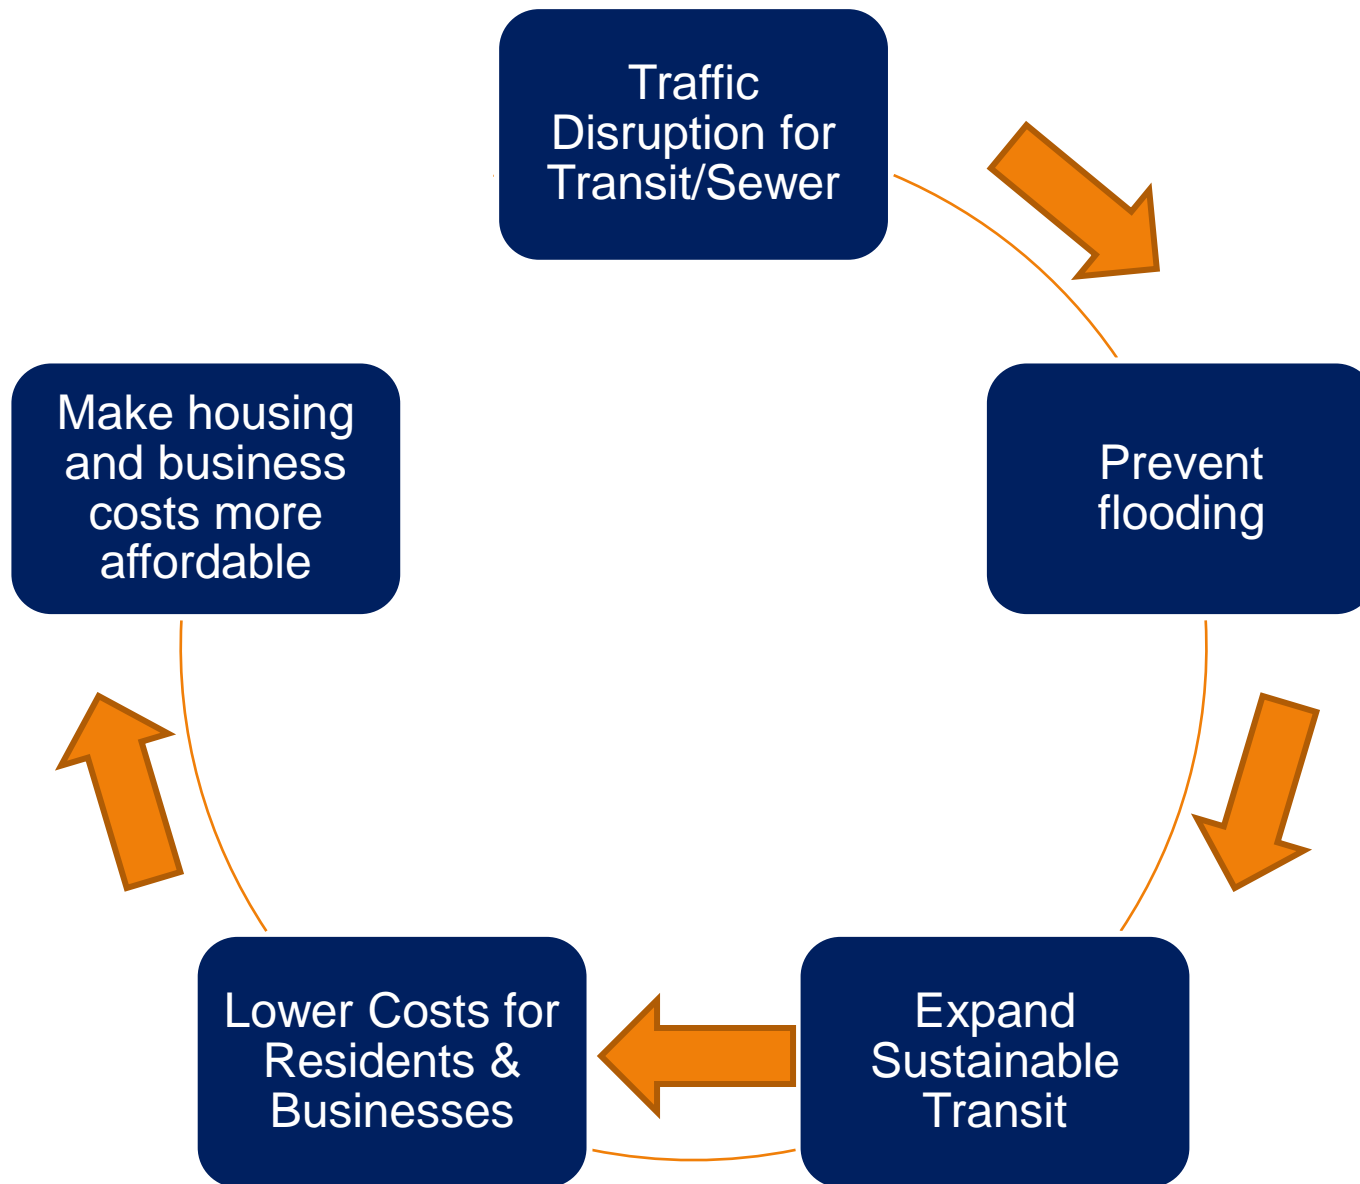 Traffic
Disruption for
Transit/Sewer
Prevent
flooding
Expand
Sustainable
Transit
Lower Costs for
Residents &
Businesses
Make housing
and business
costs more
affordable